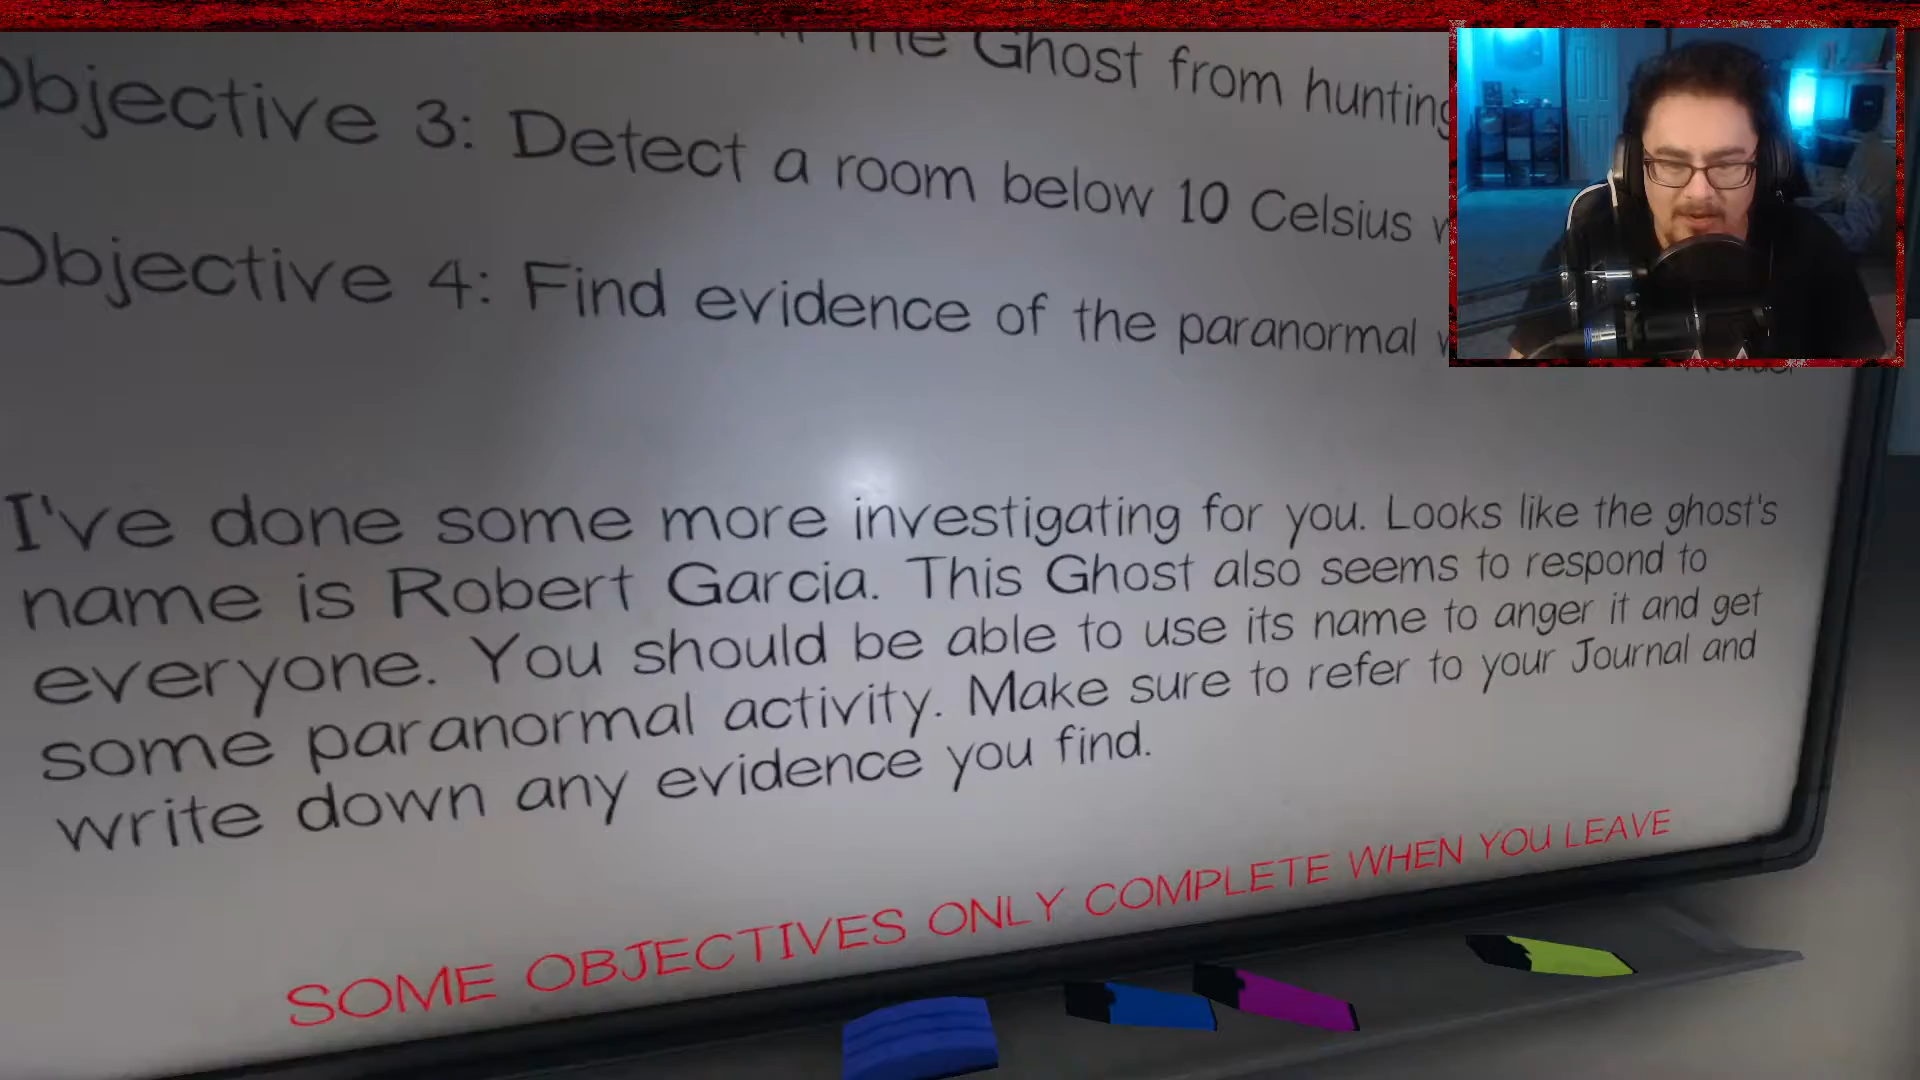 the Ghost from hunting
Objective 3: Detect a room below 10 Celsius
Objective 4: Find evidence of the paranormal
I've done some more investigating for you. Looks like the ghost's
name is Robert Garcia. This Ghost also seems to respond to
everyone. You should be able to use its name to anger it and get
some paranormal activity. Make sure to refer to your Journal and
write down any evidence you find.
SOME OBJECTIVES ONLY COMPLETE WHEN YOU LEAVE